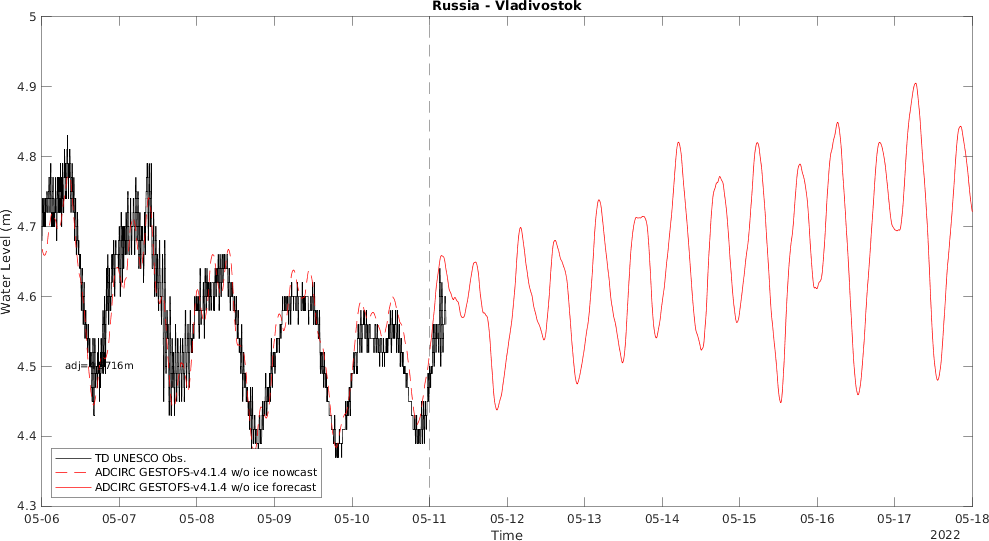 Russia - Vladivostok
5
4.9
4.8
4.7
4.6
4.5
4.4
4.3
Water Level (m)
TD UNESCO Obs.
ADCIRC GESTOFS-v4.1.4 w/o ice nowcast
ADCIRC GESTOFS-v4.1.4 w/o ice forecast
05-06 05-07 05-08 05-09 05-10 05-11 05-12 05-13 05-14 05-15 05-16 05-17 05-18
Time
2022